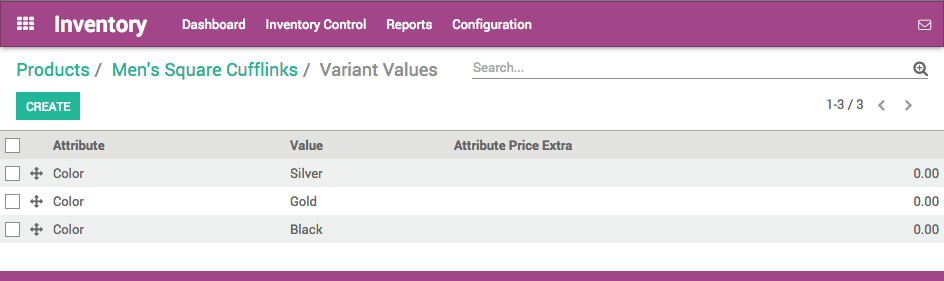 Inventory Dashboard Inventory Control Reports Configuration
Products / Men's Square Cufflinks / Variant Values Search...
CREATE 1-3 / 3
Attribute Value Attribute Price Extra
Color Silver 0.00
Color Gold 0.00
Color Black 0.00